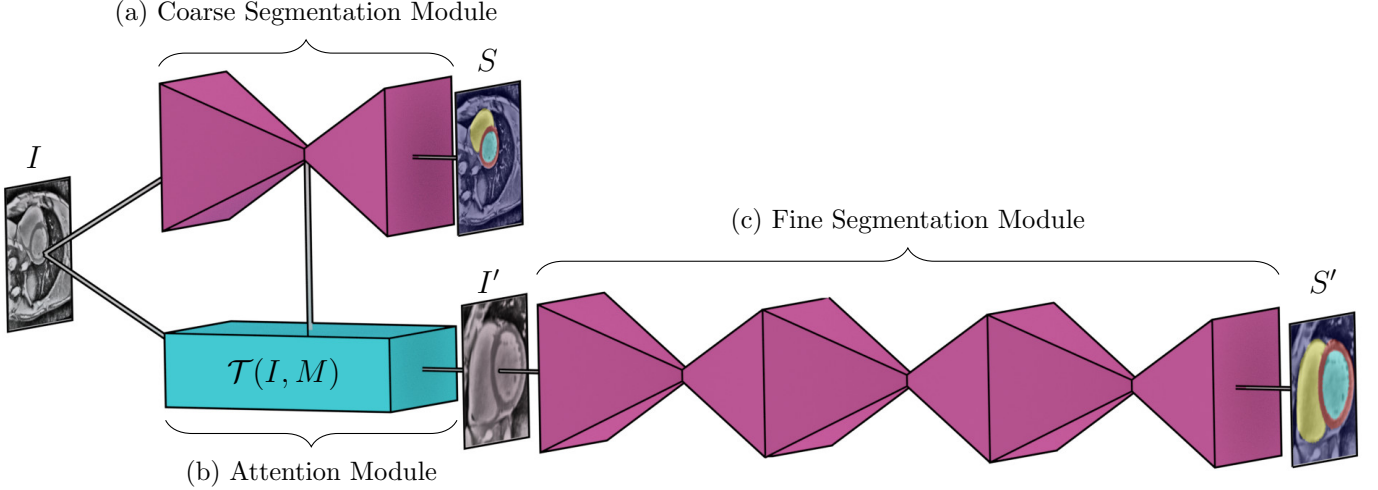 (a) Coarse Segmentation Module
S
I
(c) Fine Segmentation Module
I′
S′
𝒯(I, M)
(b) Attention Module